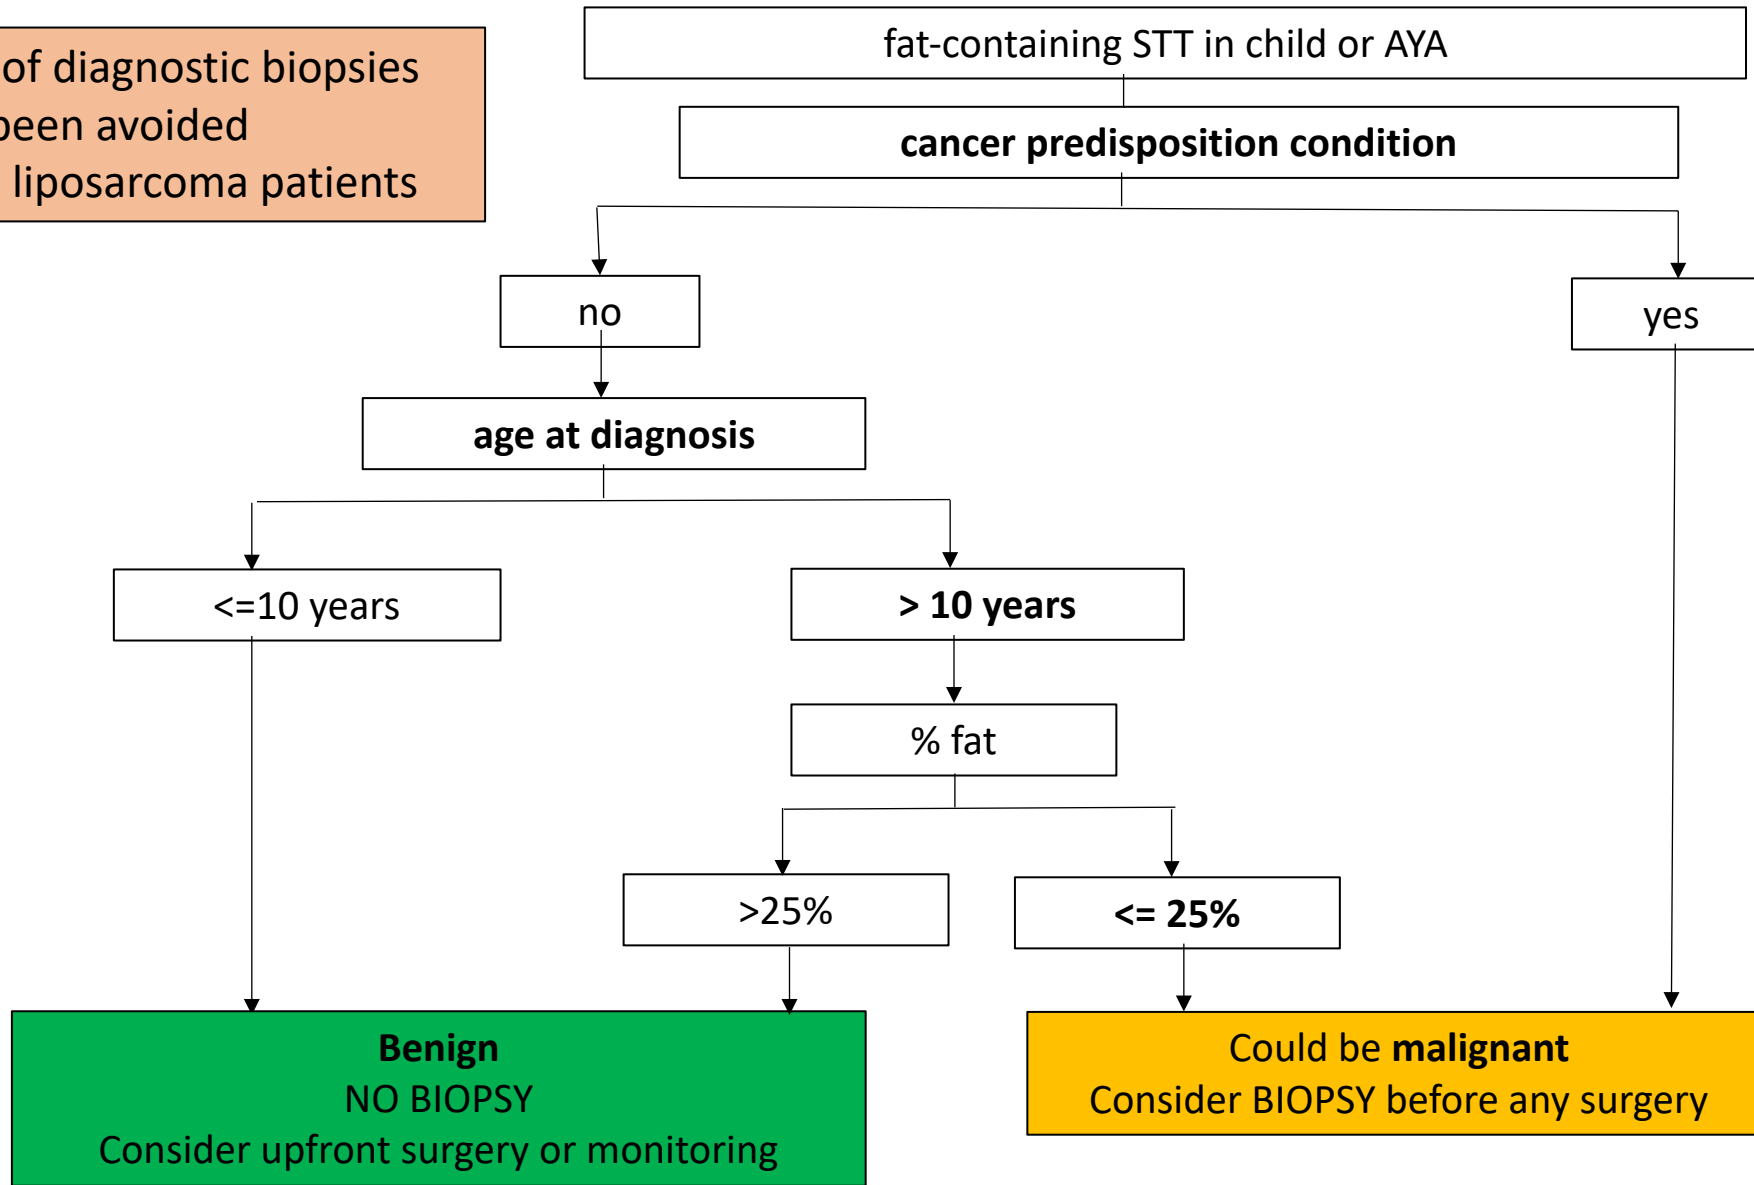 of diagnostic biopsies
been avoided
liposarcoma patients
fat-containing STT in child or AYA
cancer predisposition condition
no
yes
age at diagnosis
<=10 years
> 10 years
% fat
>25%
<= 25%
Benign
NO BIOPSY
Consider upfront surgery or monitoring
Could be malignant
Consider BIOPSY before any surgery